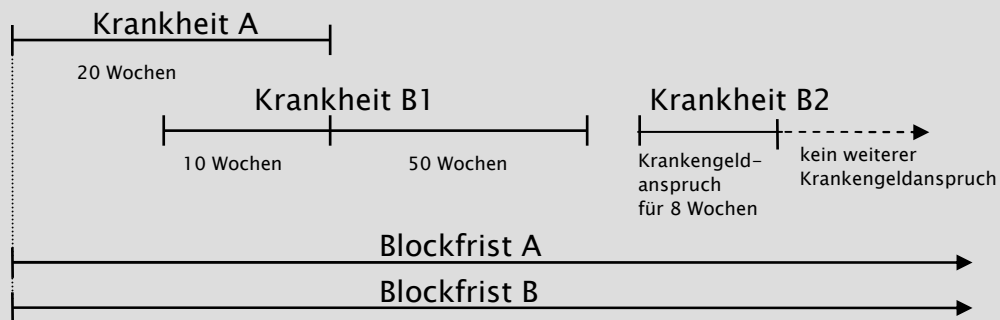 Krankheit A
20 Wochen
Krankheit B1
Krankheit B2
10 Wochen
50 Wochen
Krankengeld-
anspruch
für 8 Wochen
kein weiterer
Krankengeldanspruch
Blockfrist A
Blockfrist B